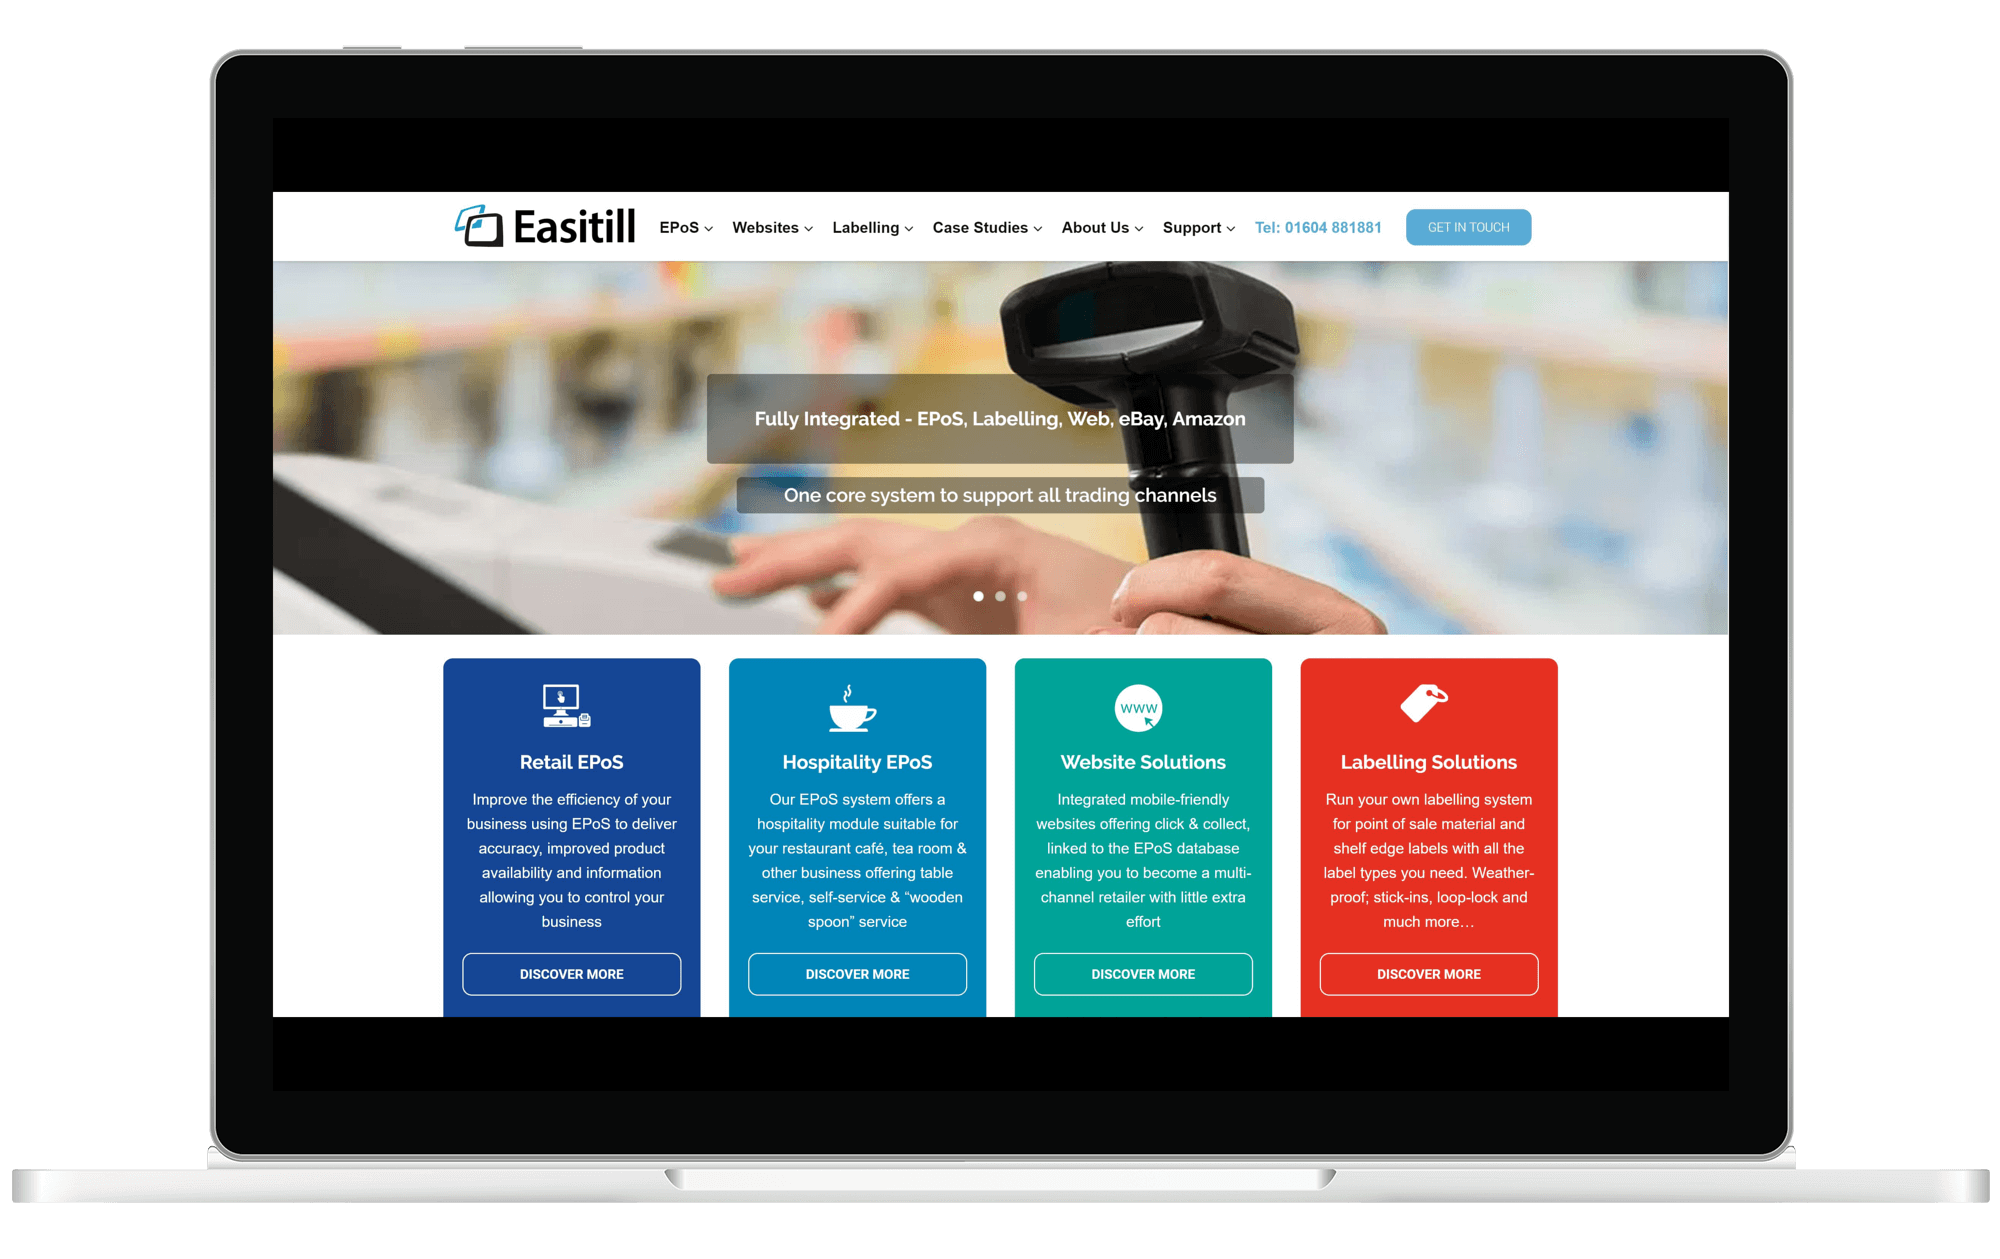 Easitill
EPoS Websites Labelling Case Studies About Us Support Tel: 01604 881881 GET IN TOUCH
Fully Integrated - EPoS, Labelling, Web, eBay, Amazon
One core system to support all trading channels
Retail EPoS
Improve the efficiency of your
business using EPoS to deliver
accuracy, improved product
availability and information
allowing you to control your
business
DISCOVER MORE
Hospitality EPoS
Our EPoS system offers a
hospitality module suitable for
your restaurant café, tea room &
other business offering table
service, self-service & “wooden
spoon” service
DISCOVER MORE
www
Website Solutions
Integrated mobile-friendly
websites offering click & collect,
linked to the EPoS database
enabling you to become a multi-
channel retailer with little extra
effort
DISCOVER MORE
Labelling Solutions
Run your own labelling system
for point of sale material and
shelf edge labels with all the
label types you need. Weather-
proof; stick-ins, loop-lock and
much more…
DISCOVER MORE